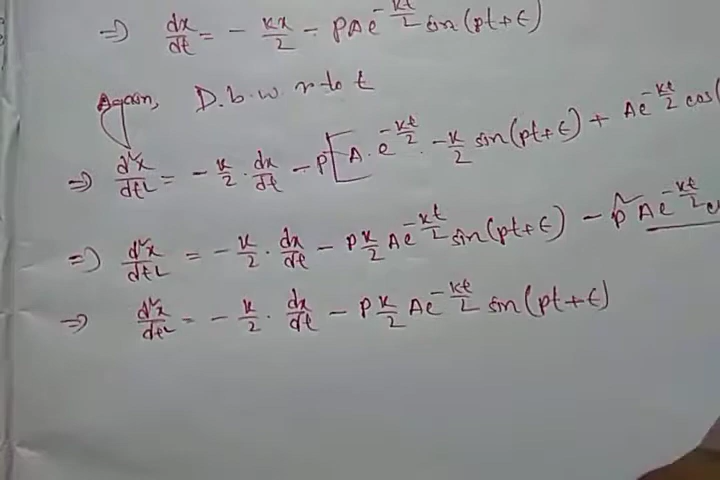 ⇒ dx/dt = - kx/2 - PAe^(-kt/2) sin(pt+ε)
Again, D.b.w.r.to t
⇒ d²x/dt² = - k/2 · dx/dt - P[A·e^(-kt/2) · -k/2 sin(pt+ε) + Ae^(-kt/2) cos(
⇒ d²x/dt² = - k/2 · dx/dt - P k/2 Ae^(-kt/2) sin(pt+ε) - p² Ae^(-kt/2) c
⇒ d²x/dt² = - k/2 · dx/dt - P k/2 Ae^(-kt/2) sin(pt+ε)